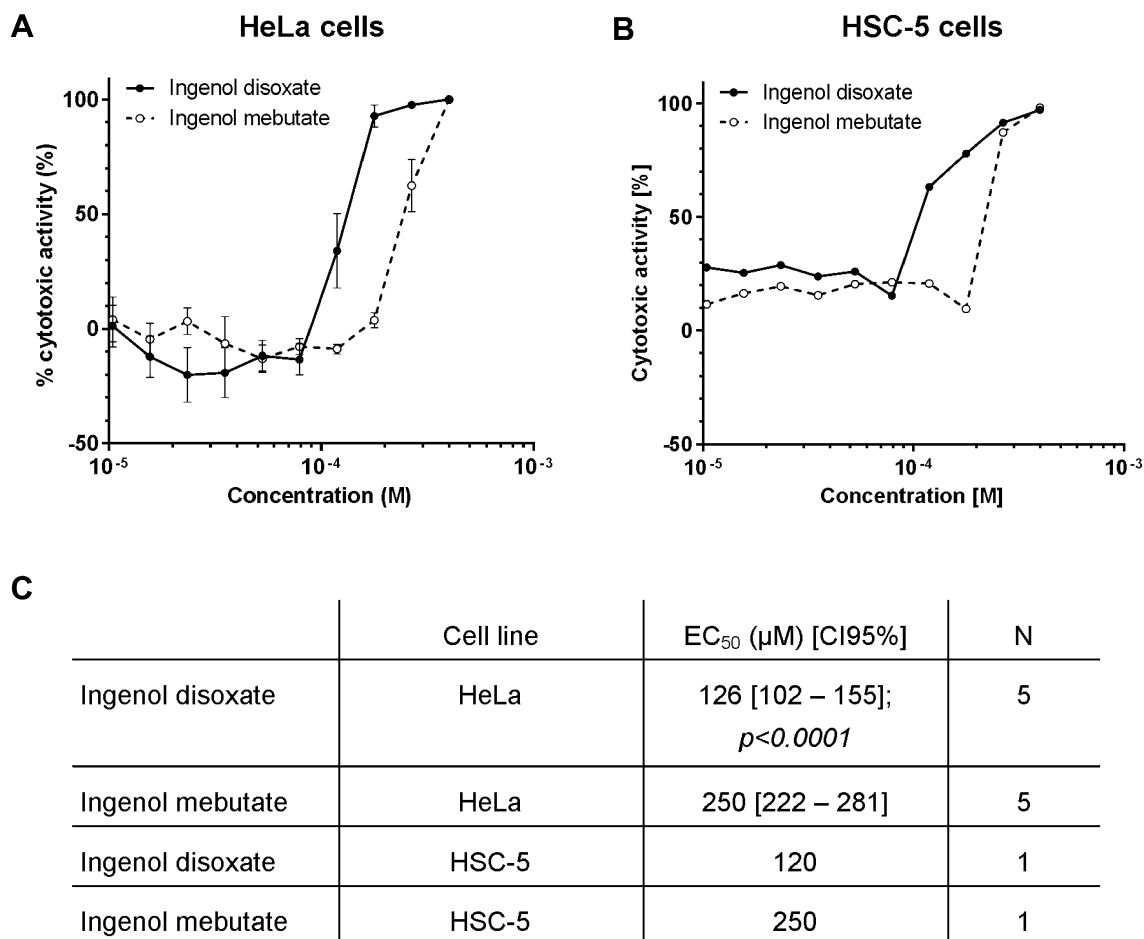 A
HeLa cells
Ingenol disoxate
Ingenol mebutate
100
50
0
-50
% cytotoxic activity (%)
10⁻⁵
10⁻⁴
10⁻³
Concentration (M)
B
HSC-5 cells
Ingenol disoxate
Ingenol mebutate
100
50
0
-50
Cytotoxic activity [%]
10⁻⁵
10⁻⁴
10⁻³
Concentration [M]
C
Cell line EC₅₀ (µM) [CI95%] N
Ingenol disoxate HeLa 126 [102 – 155]; 5
p<0.0001
Ingenol mebutate HeLa 250 [222 – 281] 5
Ingenol disoxate HSC-5 120 1
Ingenol mebutate HSC-5 250 1